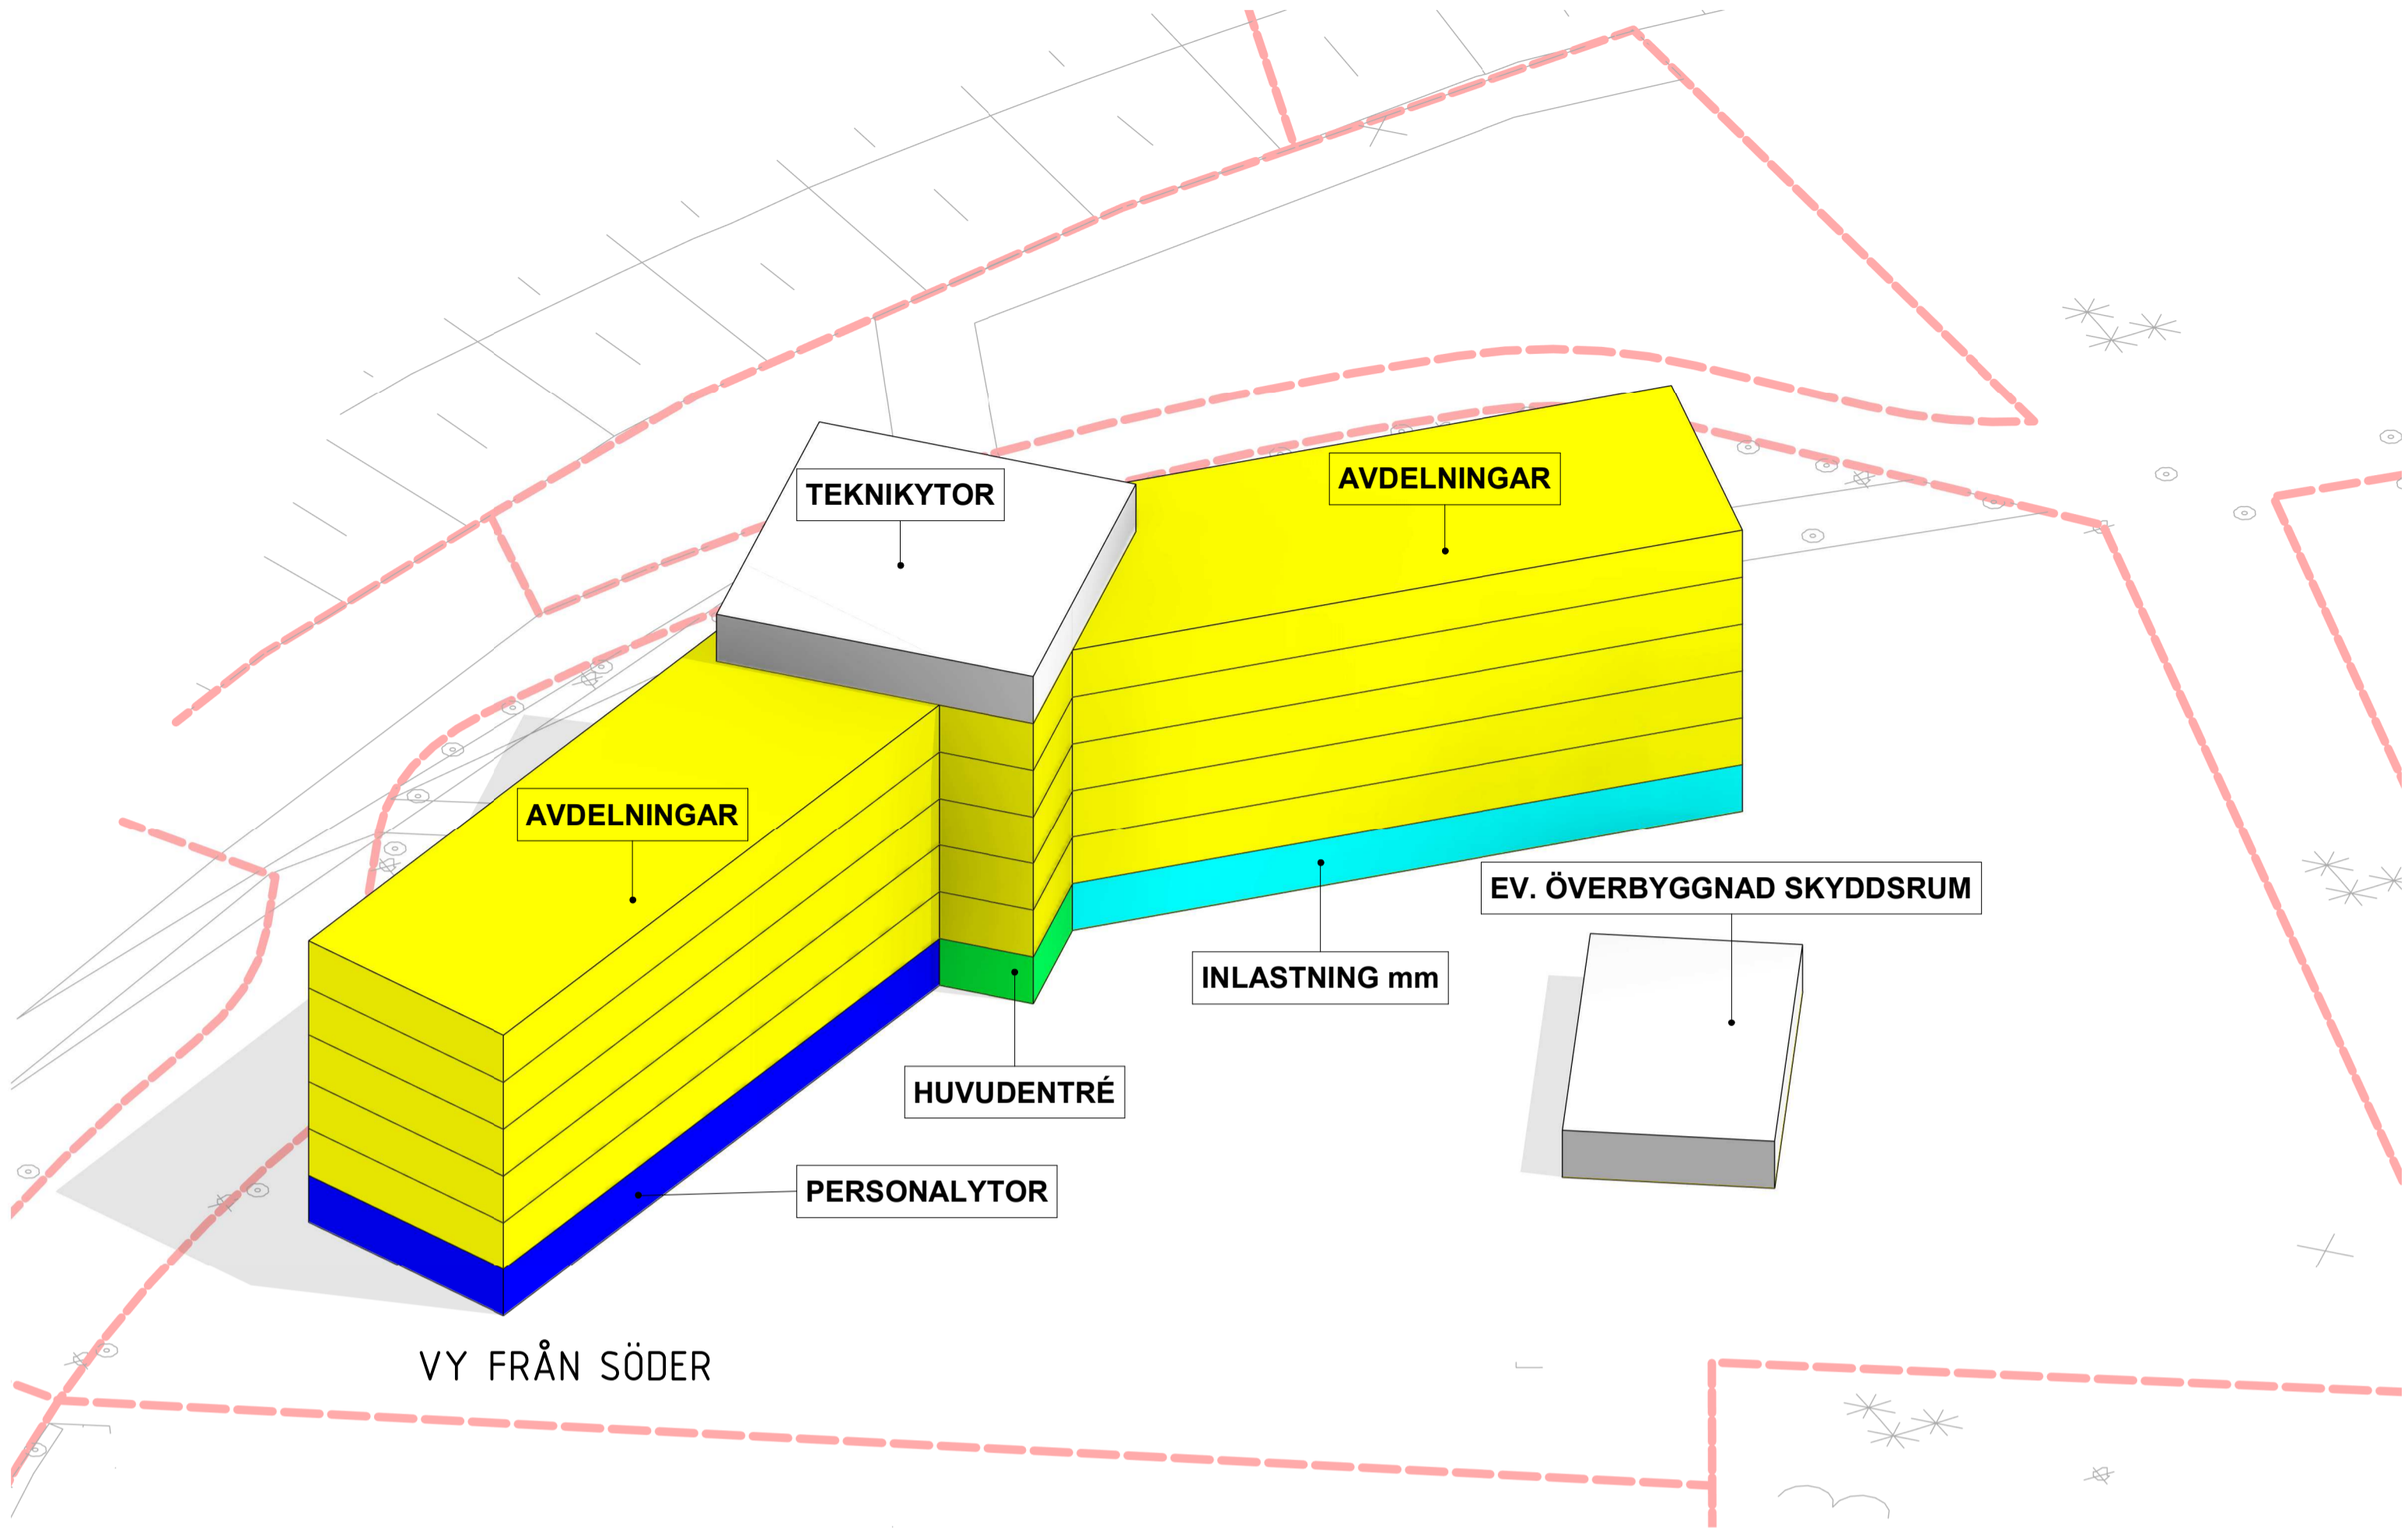 TEKNIKYTOR
AVDELNINGAR
AVDELNINGAR
EV. ÖVERBYGGNAD SKYDDSRUM
INLASTNING mm
HUVUDENTRÉ
PERSONALYTOR
VY FRÅN SÖDER